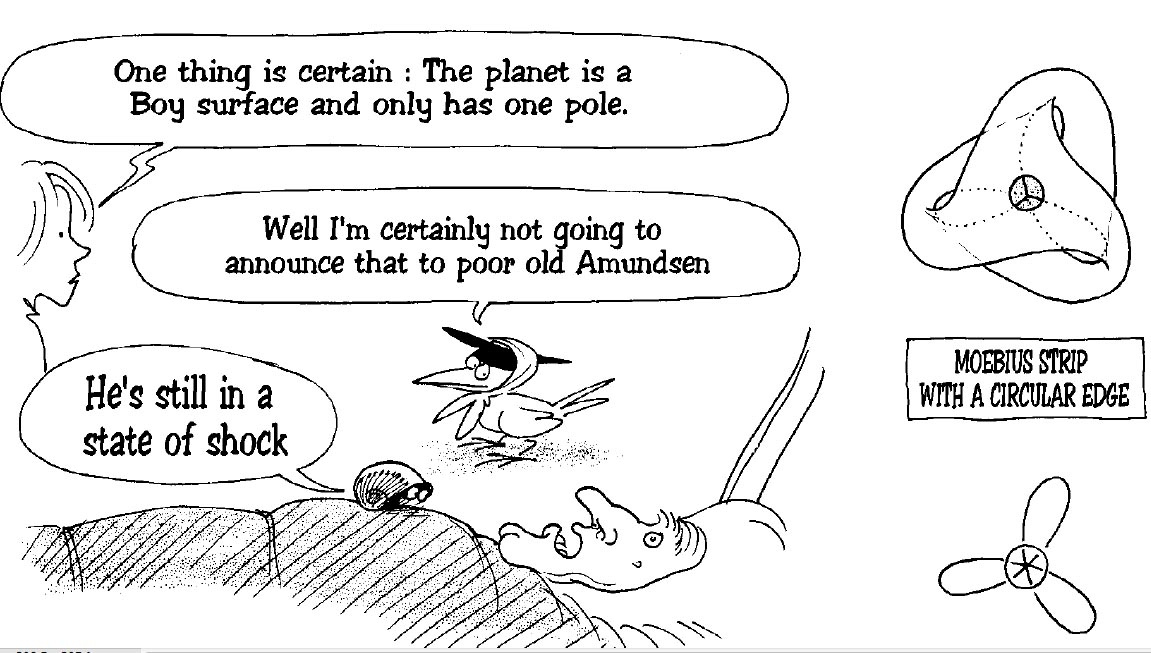 One thing is certain : The planet is a
Boy surface and only has one pole.
Well I'm certainly not going to
announce that to poor old Amundsen
He's still in a
state of shock
MOEBIUS STRIP
WITH A CIRCULAR EDGE